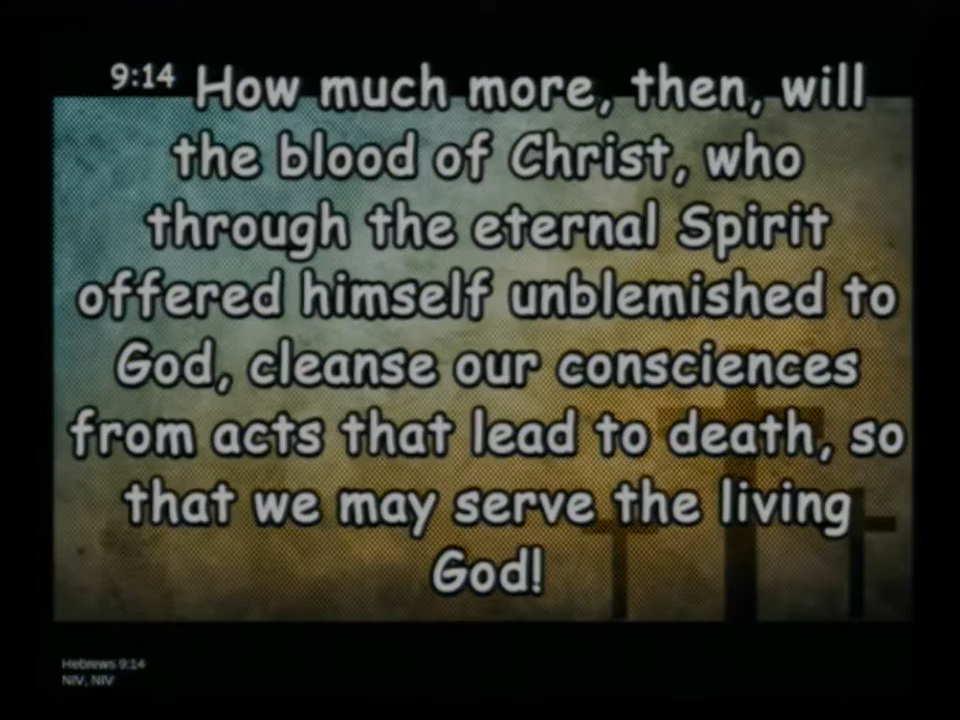 9:14 How much more, then, will
the blood of Christ, who
through the eternal Spirit
offered himself unblemished to
God, cleanse our consciences
from acts that lead to death, so
that we may serve the living
God!
Hebrews 9:14
NIV, NIV